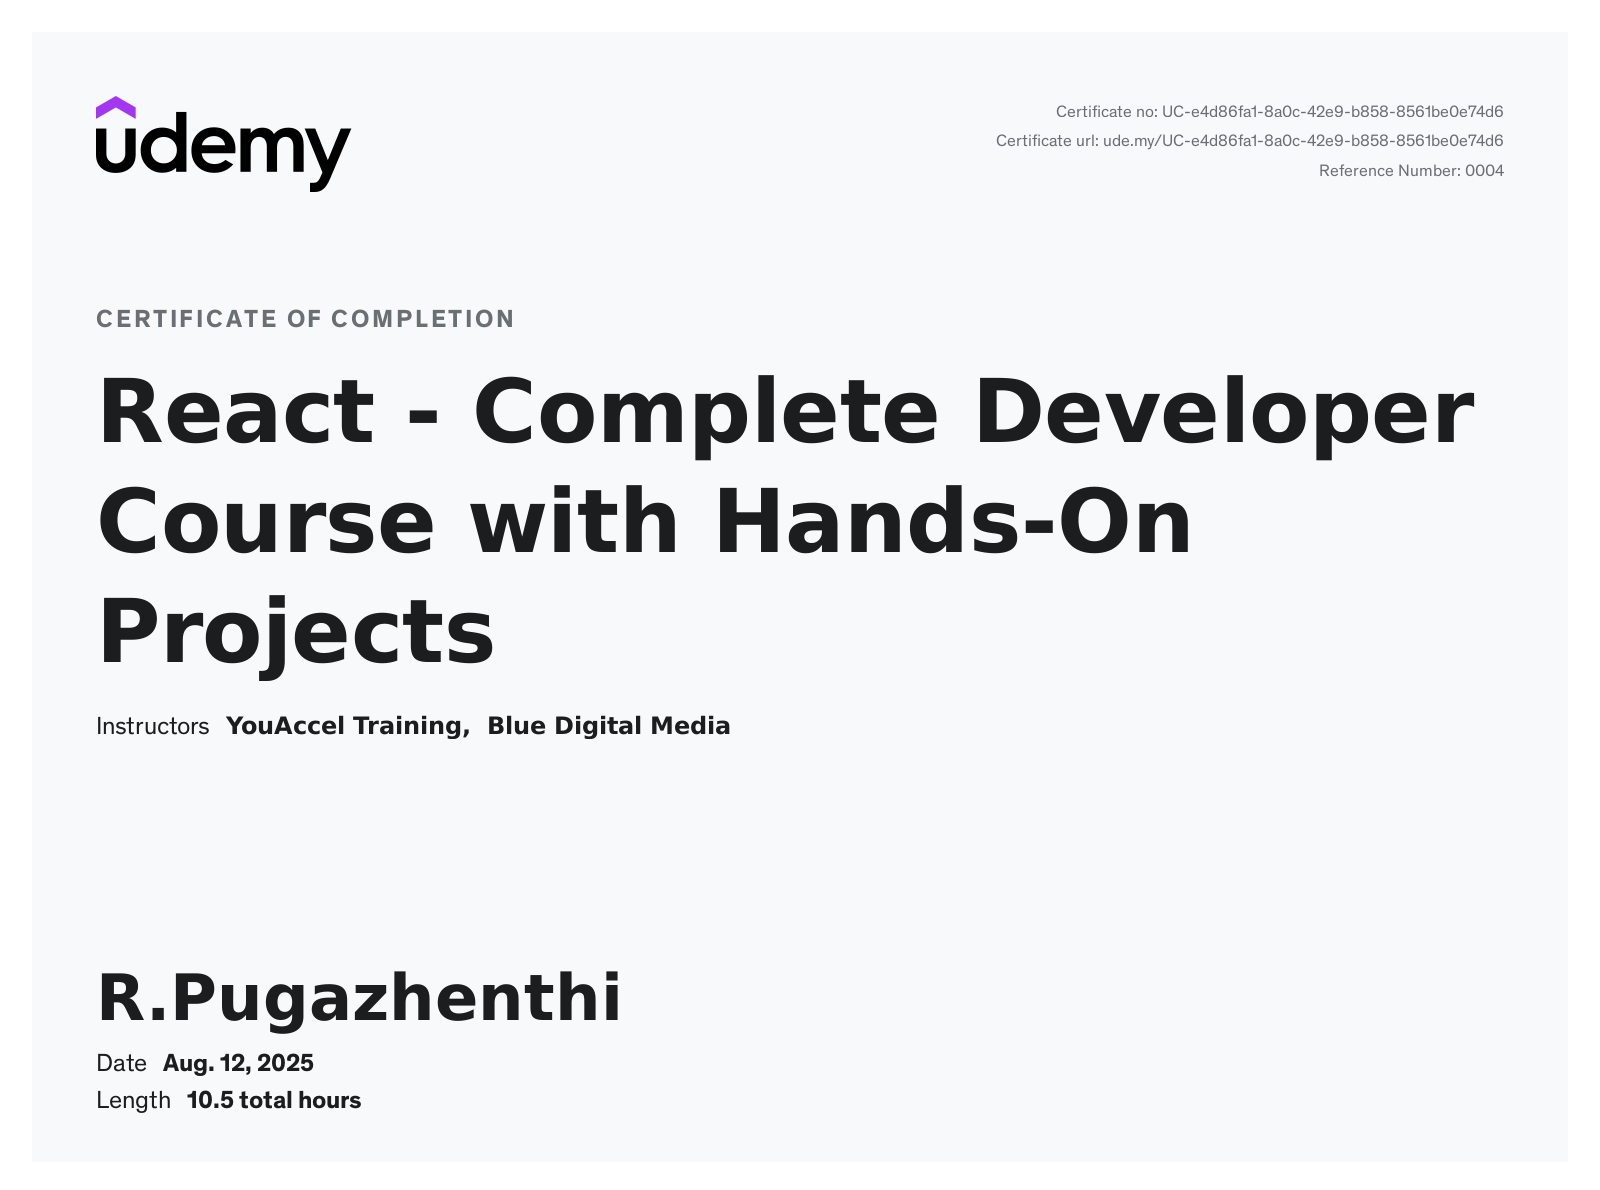 udemy
Certificate no: UC-e4d86fa1-8a0c-42e9-b858-8561be0e74d6
Certificate url: ude.my/UC-e4d86fa1-8a0c-42e9-b858-8561be0e74d6
Reference Number: 0004
CERTIFICATE OF COMPLETION
React - Complete Developer
Course with Hands-On
Projects
Instructors YouAccel Training, Blue Digital Media
R.Pugazhenthi
Date Aug. 12, 2025
Length 10.5 total hours